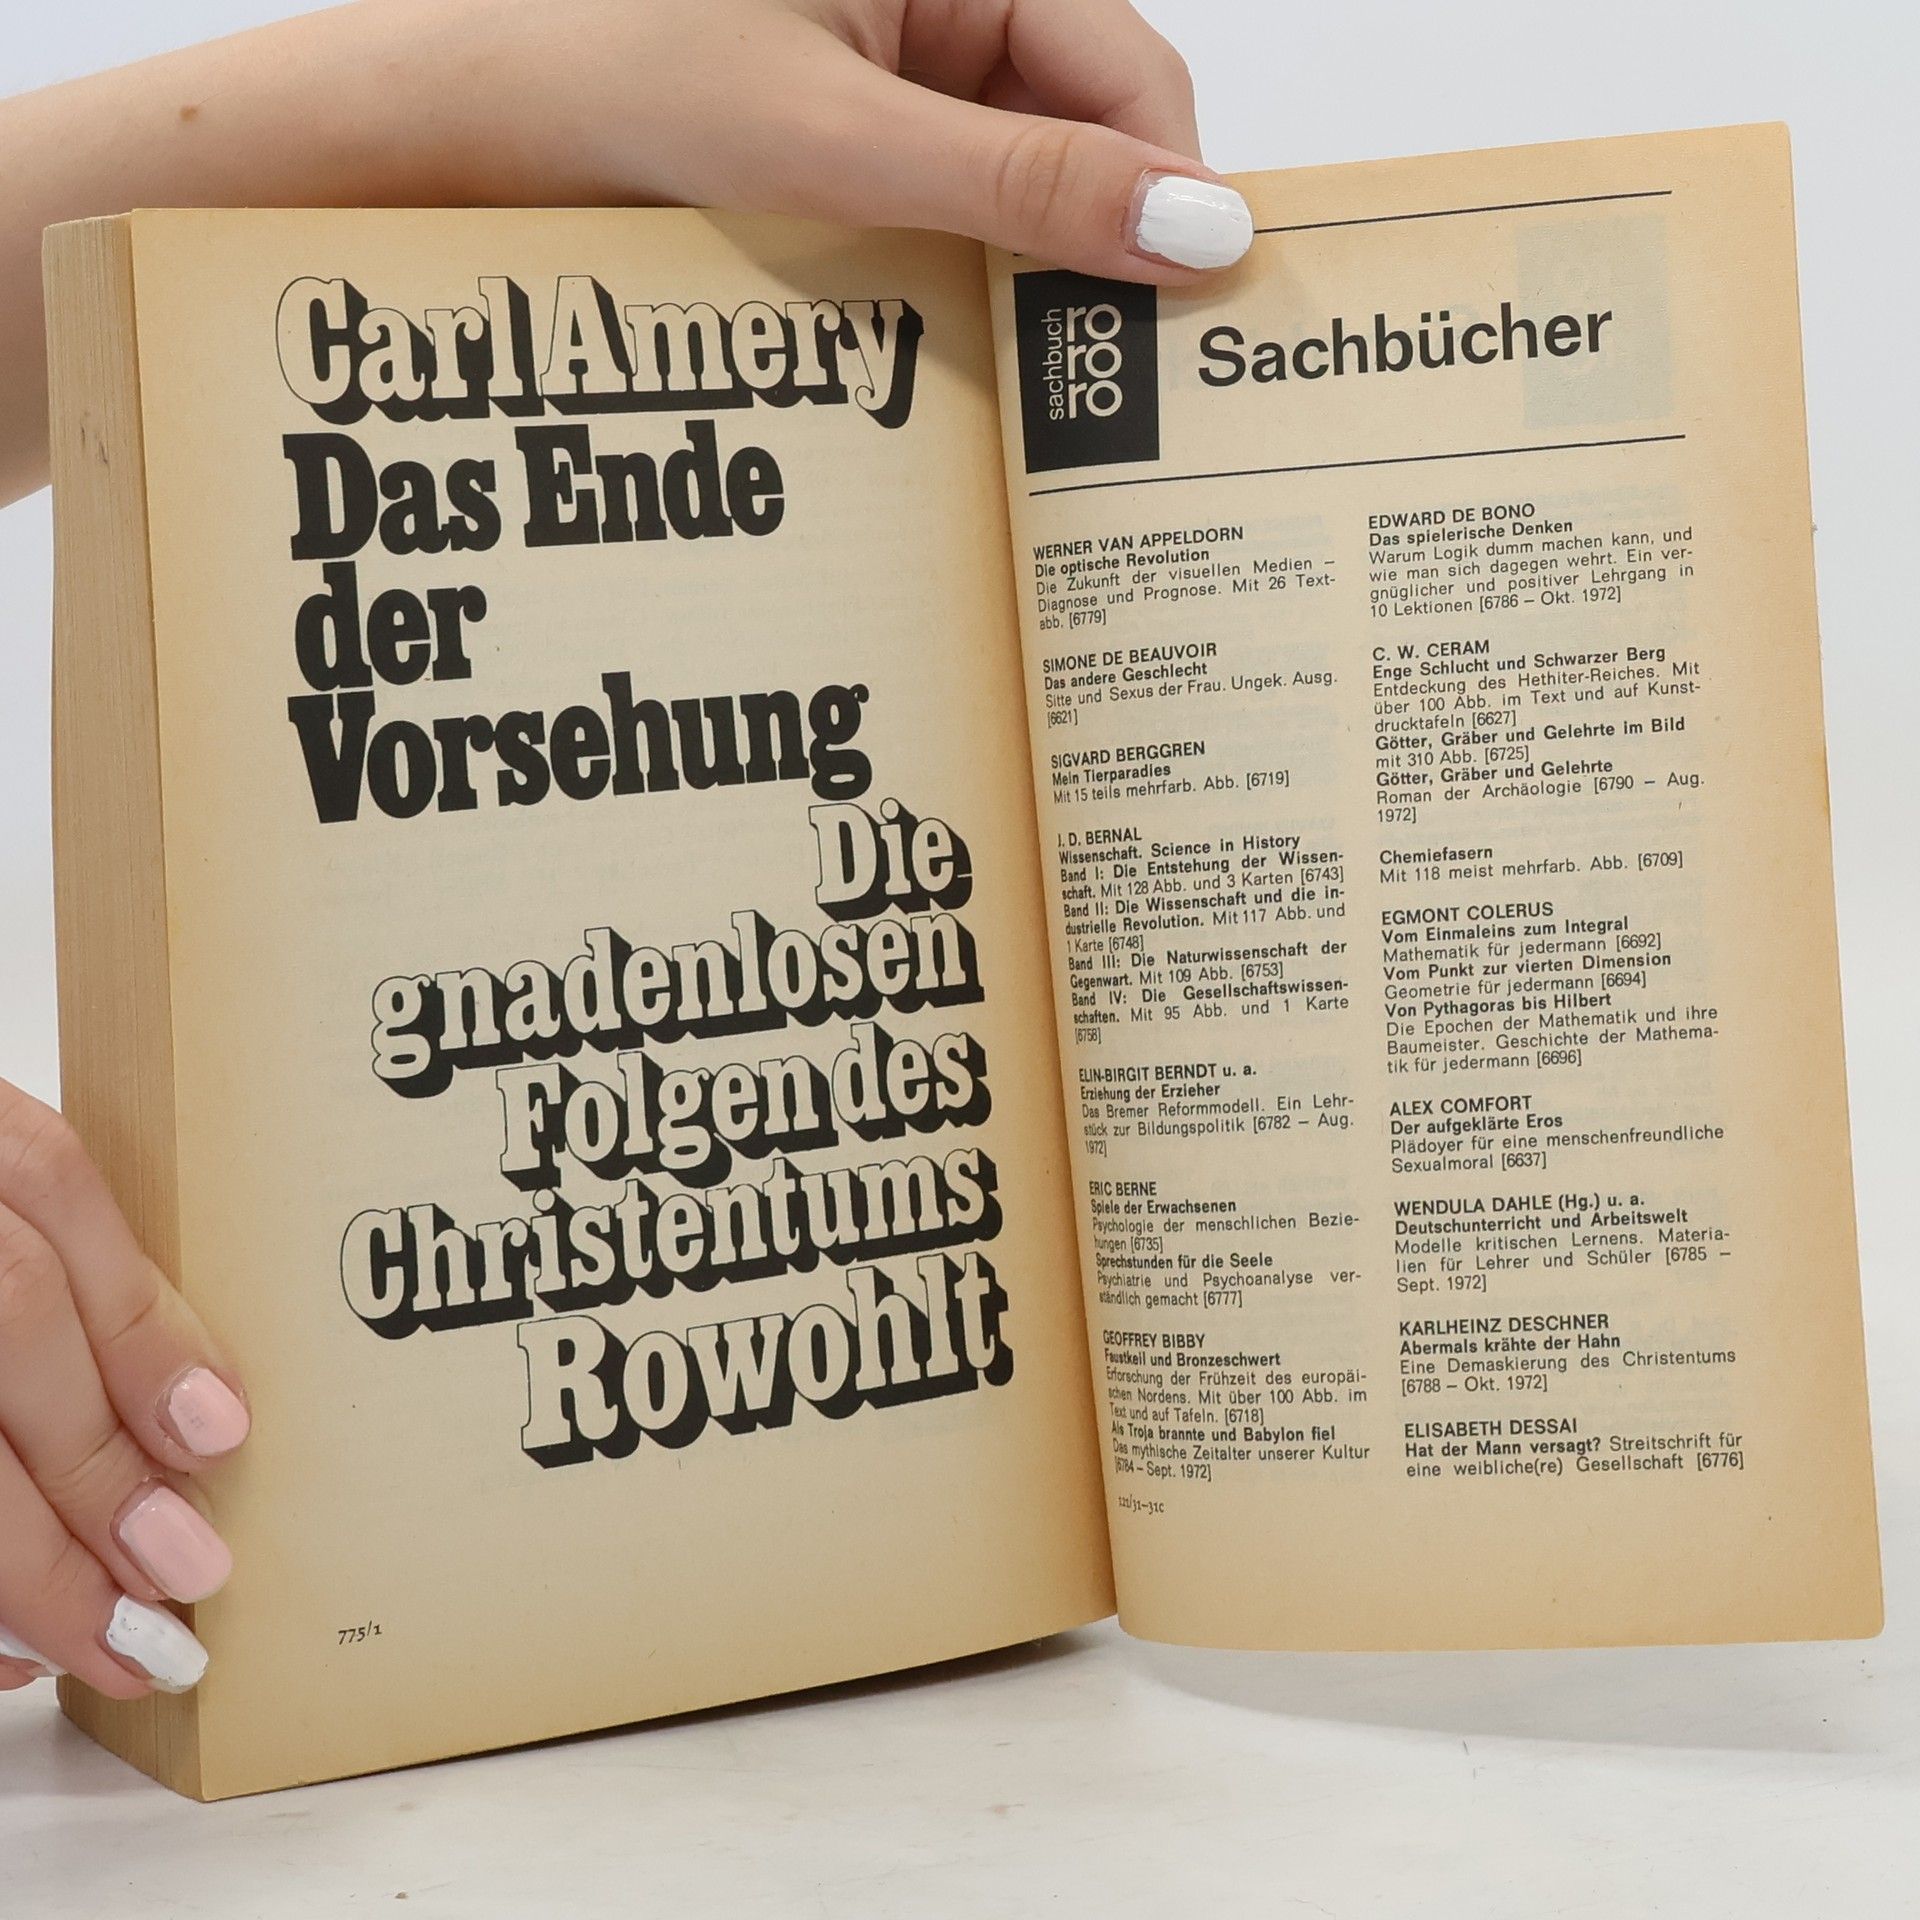 Carl Amery
Das Ende
der
Vorsehung
Die
gnadenlosen
Folgen des
Christentums
Rowohlt
775/1
sachbuch
ro
ro
ro
Sachbücher
WERNER VAN APPELDORN
Die optische Revolution
Die Zukunft der visuellen Medien –
Diagnose und Prognose. Mit 26 Text-
abb. [6779]
SIMONE DE BEAUVOIR
Das andere Geschlecht
Sitte und Sexus der Frau. Ungek. Ausg.
[6621]
SIGVARD BERGGREN
Mein Tierparadies
Mit 15 teils mehrfarb. Abb. [6719]
J. D. BERNAL
Wissenschaft. Science in History
Band I: Die Entstehung der Wissen-
schaft. Mit 128 Abb. und 3 Karten [6743]
Band II: Die Wissenschaft und die in-
dustrielle Revolution. Mit 117 Abb. und
1 Karte [6748]
Band III: Die Naturwissenschaft der
Gegenwart. Mit 109 Abb. [6753]
Band IV: Die Gesellschaftswissen-
schaften. Mit 95 Abb. und 1 Karte
[6758]
ELIN-BIRGIT BERNDT u. a.
Erziehung der Erzieher
Das Bremer Reformmodell. Ein Lehr-
stück zur Bildungspolitik [6782 – Aug.
1972]
ERIC BERNE
Spiele der Erwachsenen
Psychologie der menschlichen Bezie-
hungen [6735]
Sprechstunden für die Seele
Psychiatrie und Psychoanalyse ver-
ständlich gemacht [6777]
GEOFFREY BIBBY
Faustkeil und Bronzeschwert
Erforschung der Frühzeit des europäi-
schen Nordens. Mit über 100 Abb. im
Text und auf Tafeln. [6718]
Als Troja brannte und Babylon fiel
Das mythische Zeitalter unserer Kultur
[6784 – Sept. 1972]
121/31–31c
EDWARD DE BONO
Das spielerische Denken
Warum Logik dumm machen kann, und
wie man sich dagegen wehrt. Ein ver-
gnüglicher und positiver Lehrgang in
10 Lektionen [6786 – Okt. 1972]
C. W. CERAM
Enge Schlucht und Schwarzer Berg
Entdeckung des Hethiter-Reiches. Mit
über 100 Abb. im Text und auf Kunst-
drucktafeln [6627]
Götter, Gräber und Gelehrte im Bild
mit 310 Abb. [6725]
Götter, Gräber und Gelehrte
Roman der Archäologie [6790 – Aug.
1972]
Chemiefasern
Mit 118 meist mehrfarb. Abb. [6709]
EGMONT COLERUS
Vom Einmaleins zum Integral
Mathematik für jedermann [6692]
Vom Punkt zur vierten Dimension
Geometrie für jedermann [6694]
Von Pythagoras bis Hilbert
Die Epochen der Mathematik und ihre
Baumeister. Geschichte der Mathema-
tik für jedermann [6696]
ALEX COMFORT
Der aufgeklärte Eros
Plädoyer für eine menschenfreundliche
Sexualmoral [6637]
WENDULA DAHLE (Hg.) u. a.
Deutschunterricht und Arbeitswelt
Modelle kritischen Lernens. Materia-
lien für Lehrer und Schüler [6785 –
Sept. 1972]
KARLHEINZ DESCHNER
Abermals krähte der Hahn
Eine Demaskierung des Christentums
[6788 – Okt. 1972]
ELISABETH DESSAI
Hat der Mann versagt? Streitschrift für
eine weibliche(re) Gesellschaft [6776]